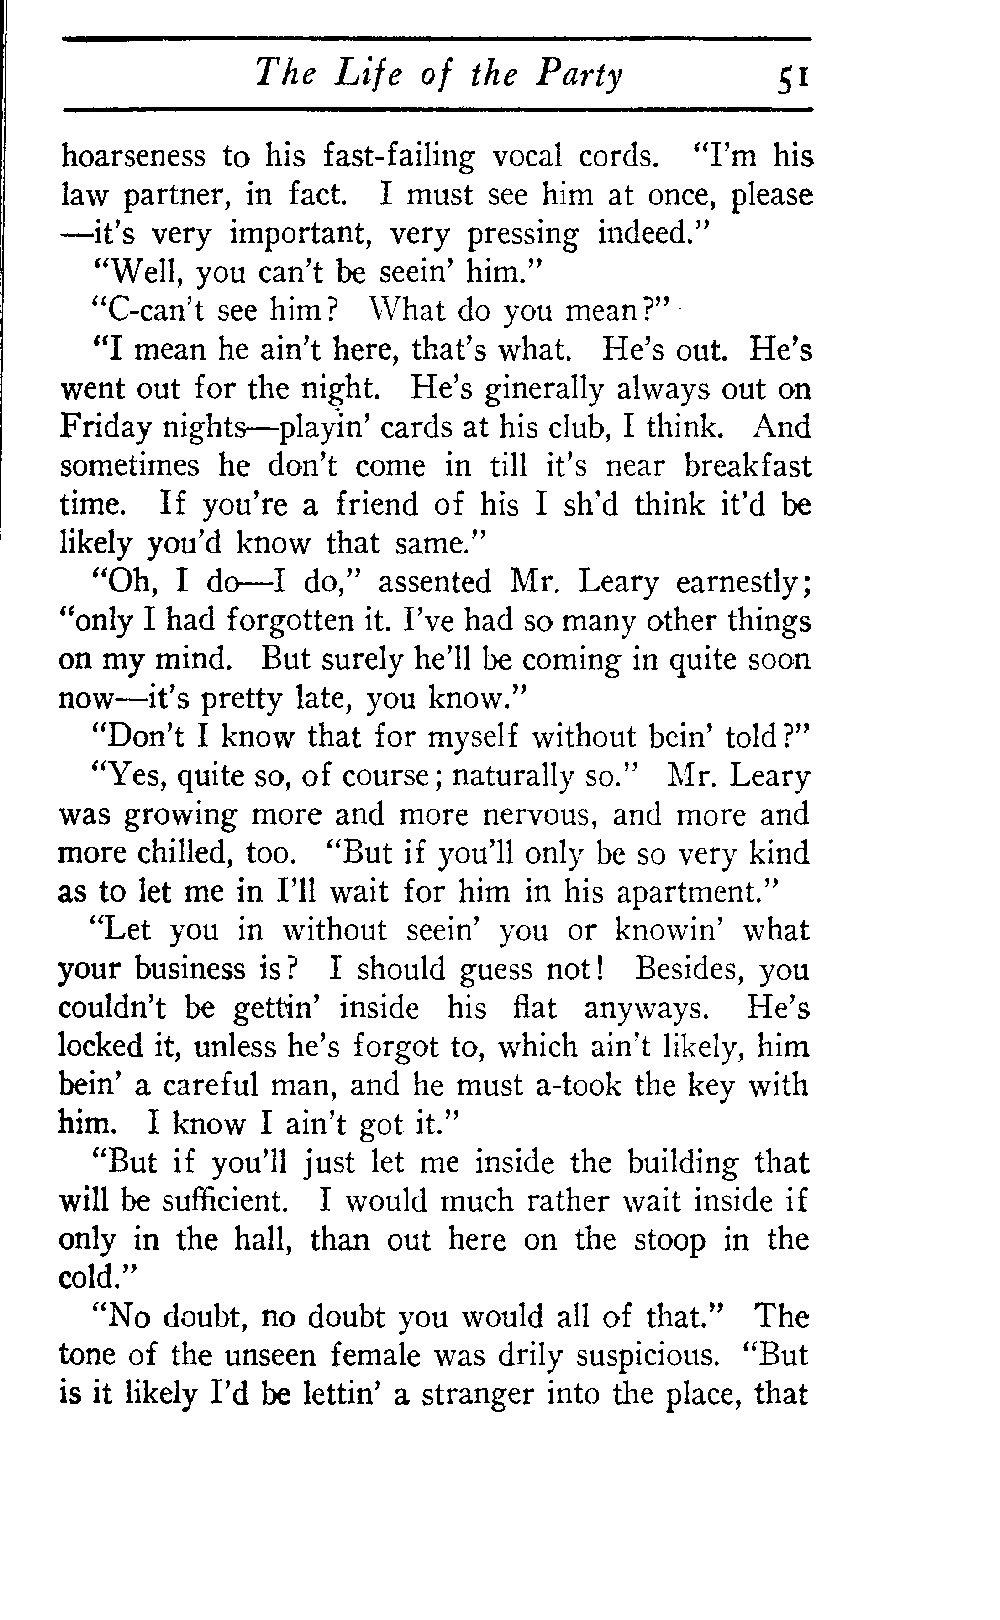 The Life of the Party 51
hoarseness to his fast-failing vocal cords. "I'm his
law partner, in fact. I must see him at once, please
—it's very important, very pressing indeed."
"Well, you can't be seein' him."
"C-can't see him? What do you mean?"
"I mean he ain't here, that's what. He's out. He's
went out for the night. He's ginerally always out on
Friday nights—playin' cards at his club, I think. And
sometimes he don't come in till it's near breakfast
time. If you're a friend of his I sh'd think it'd be
likely you'd know that same."
"Oh, I do—I do," assented Mr. Leary earnestly;
"only I had forgotten it. I've had so many other things
on my mind. But surely he'll be coming in quite soon
now—it's pretty late, you know."
"Don't I know that for myself without bein' told?"
"Yes, quite so, of course; naturally so." Mr. Leary
was growing more and more nervous, and more and
more chilled, too. "But if you'll only be so very kind
as to let me in I'll wait for him in his apartment."
"Let you in without seein' you or knowin' what
your business is? I should guess not! Besides, you
couldn't be gettin' inside his flat anyways. He's
locked it, unless he's forgot to, which ain't likely, him
bein' a careful man, and he must a-took the key with
him. I know I ain't got it."
"But if you'll just let me inside the building that
will be sufficient. I would much rather wait inside if
only in the hall, than out here on the stoop in the
cold."
"No doubt, no doubt you would all of that." The
tone of the unseen female was drily suspicious. "But
is it likely I'd be lettin' a stranger into the place, that